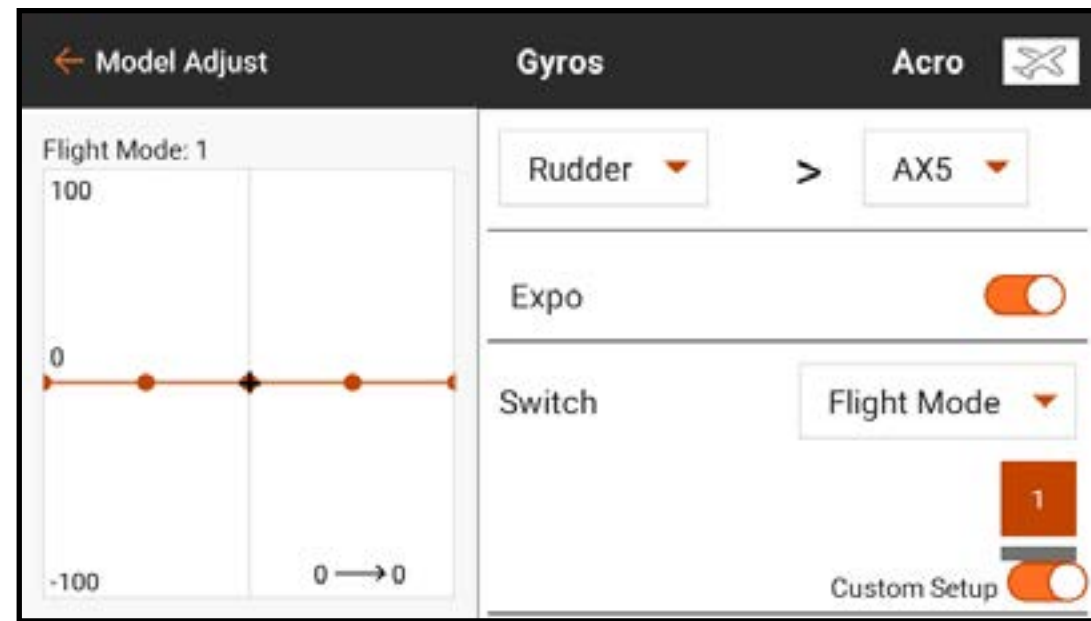 ← Model Adjust Gyros Acro
Flight Mode: 1
100
0
-100
0 → 0
Rudder > AX5
Expo
Switch Flight Mode
1
Custom Setup